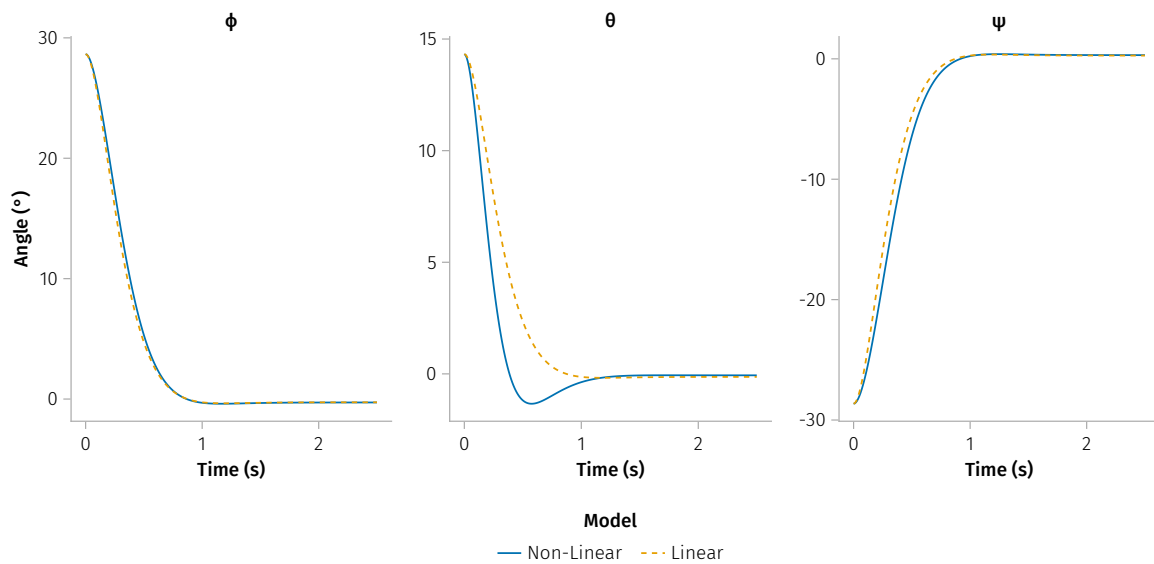 ϕ θ ψ
30 15 0
20 10 -10
Angle (°)
10 5 -20
0 0 -30
0 1 2 0 1 2 0 1 2
Time (s) Time (s) Time (s)
Model
Non-Linear Linear